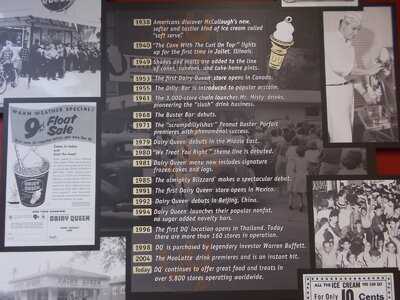 1938 Americans discover McCullough's new,
softer and tastier kind of ice cream called
"soft serve."
1940 "The Cone With The Curl On Top" lights
up for the first time in Joliet, Illinois.
1949 Shakes and malts are added to the line
of cones, sundaes, and take-home pints.
1953 The first Dairy Queen store opens in Canada.
1955 The Dilly Bar is introduced to popular acclaim.
1961 The 3,000-store chain launches Mr. Misty drinks,
pioneering the "slush" drink business.
1968 The Buster Bar debuts.
1971 The "scrumpdillyishus" Peanut Buster Parfait
premieres with phenomenal success.
1979 Dairy Queen debuts in the Middle East.
1980 "We Treat You Right" theme line is debuted.
1981 Dairy Queen menu now includes signature
frozen cakes and logs.
1985 The almighty Blizzard makes a spectacular debut.
1991 The first Dairy Queen store opens in Mexico.
1992 Dairy Queen debuts in Beijing, China.
1994 Dairy Queen launches their popular nonfat,
no sugar added novelty bars.
1996 The first DQ location opens in Thailand. Today
there are more than 160 stores in operation.
1998 DQ is purchased by legendary investor Warren Buffett.
2004 The MooLatte drink premieres and is an instant hit.
Today DQ continues to offer great food and treats in
over 5,800 stores operating worldwide.
WARM WEATHER SPECIAL!
9¢ Float
Sale
DAIRY QUEEN
ALL THE ICE CREAM YOU CAN EAT
For Only 10 Cents